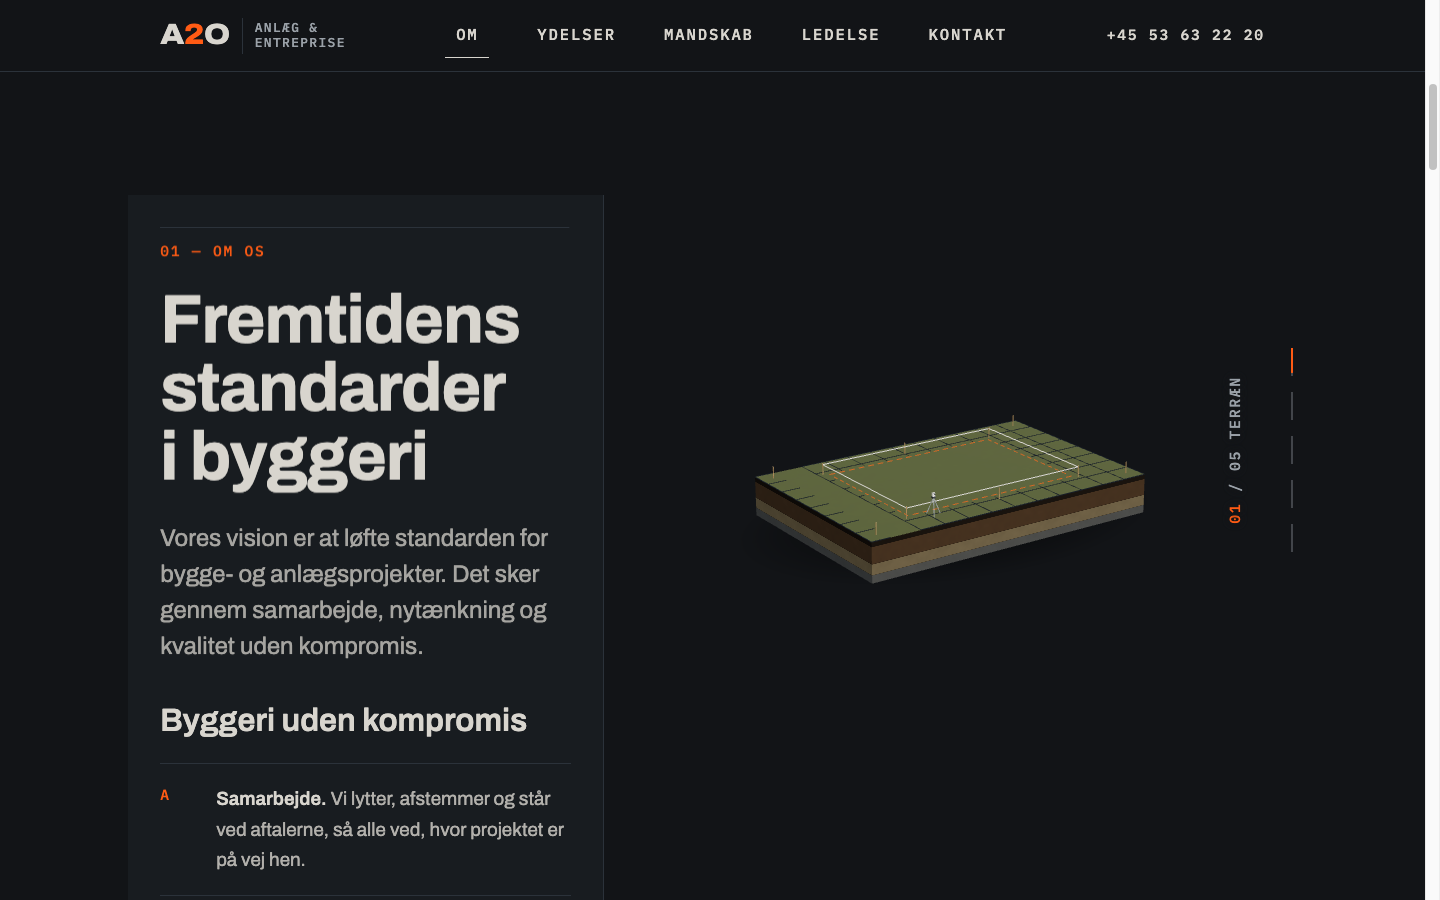 A2O
ANLÆG &
ENTREPRISE
OM
YDELSER
MANDSKAB
LEDELSE
KONTAKT
+45 53 63 22 20
01 — OM OS
Fremtidens
standarder
i byggeri
Vores vision er at løfte standarden for
bygge- og anlægsprojekter. Det sker
gennem samarbejde, nytænkning og
kvalitet uden kompromis.
Byggeri uden kompromis
A
Samarbejde. Vi lytter, afstemmer og står
ved aftalerne, så alle ved, hvor projektet er
på vej hen.
01 / 05 TERRÆN